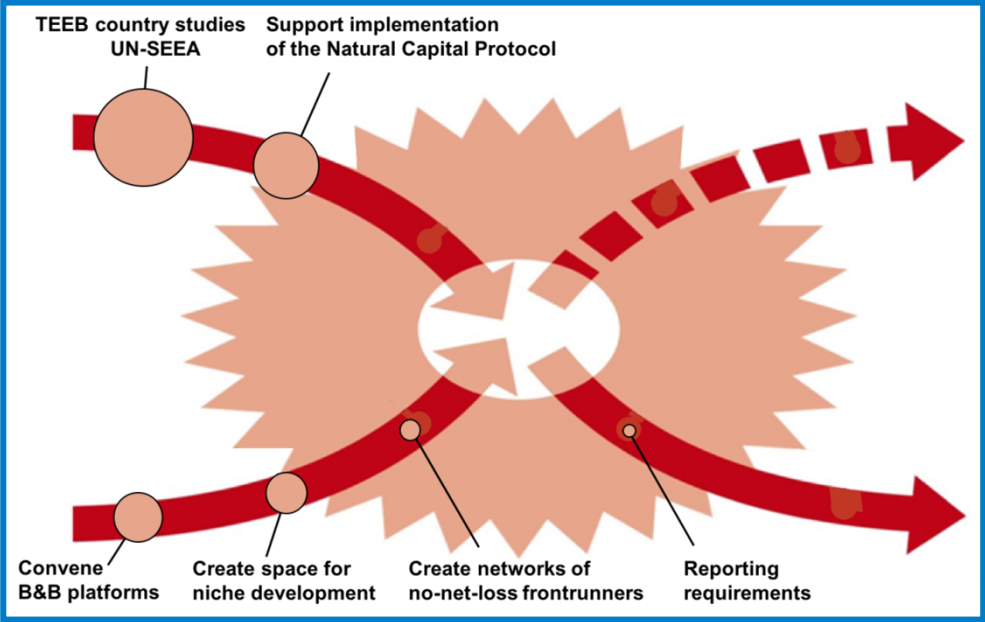 TEEB country studies
UN-SEEA
Support implementation
of the Natural Capital Protocol
Convene
B&B platforms
Create space for
niche development
Create networks of
no-net-loss frontrunners
Reporting
requirements